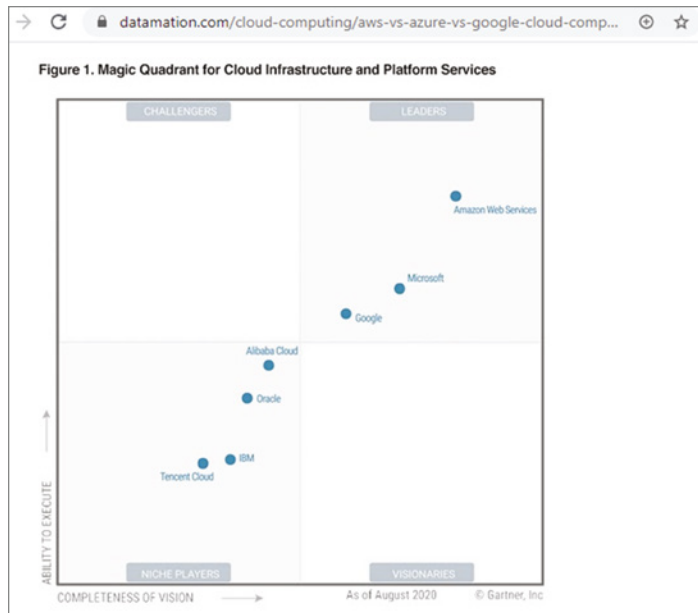 datamation.com/cloud-computing/aws-vs-azure-vs-google-cloud-comp...
Figure 1. Magic Quadrant for Cloud Infrastructure and Platform Services
CHALLENGERS
LEADERS
Amazon Web Services
Microsoft
Google
Alibaba Cloud
Oracle
IBM
Tencent Cloud
ABILITY TO EXECUTE
NICHE PLAYERS
VISIONARIES
COMPLETENESS OF VISION
As of August 2020
© Gartner, Inc